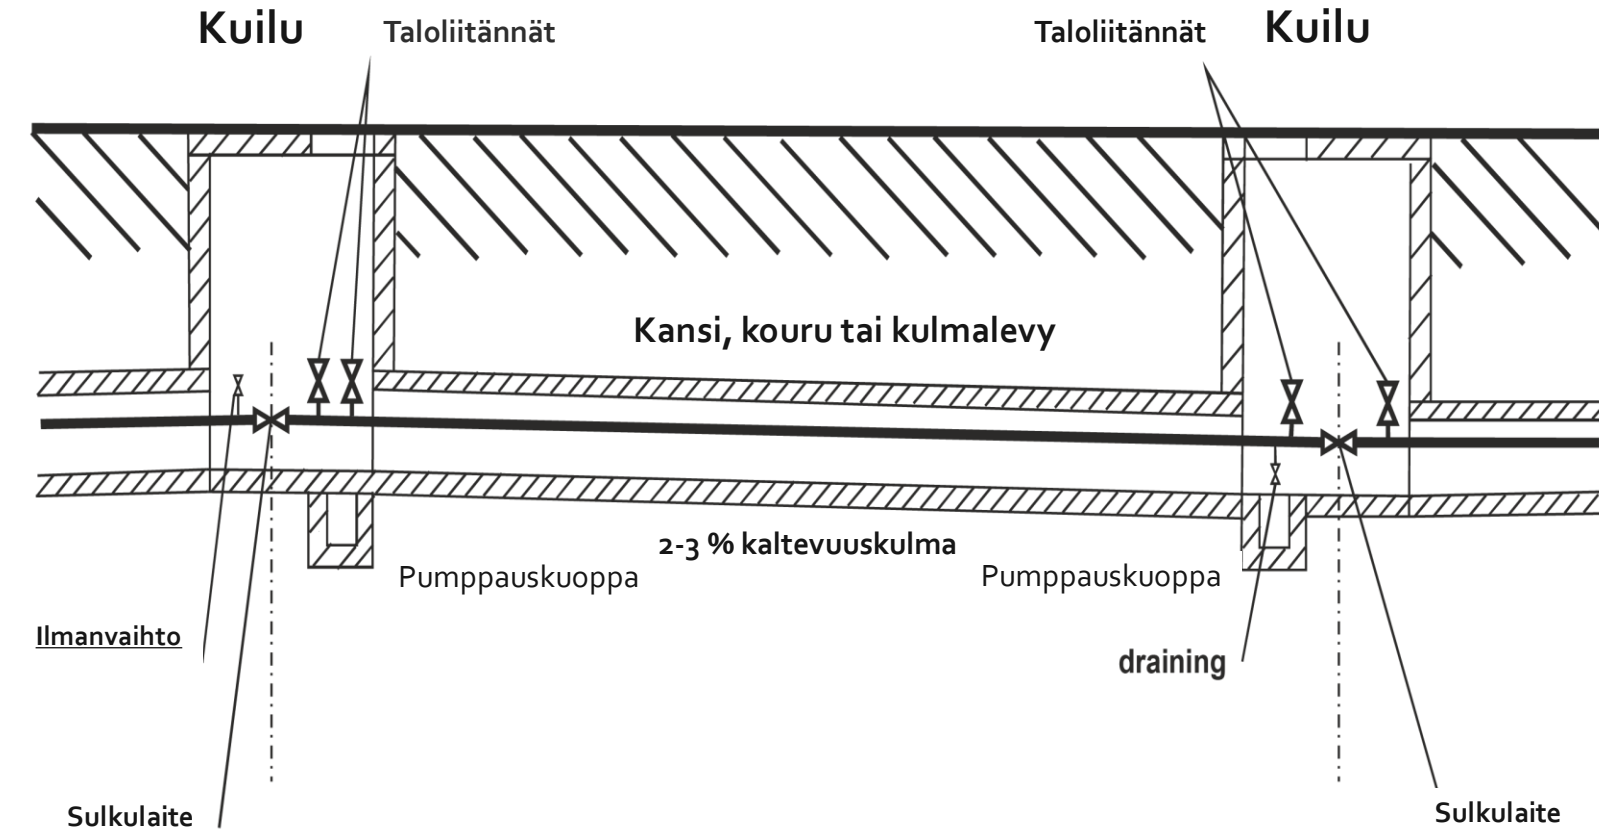 Kuilu
Taloliitännät
Taloliitännät
Kuilu
Kansi, kouru tai kulmalevy
2-3 % kaltevuuskulma
Pumppauskuoppa
Pumppauskuoppa
Ilmanvaihto
draining
Sulkulaite
Sulkulaite